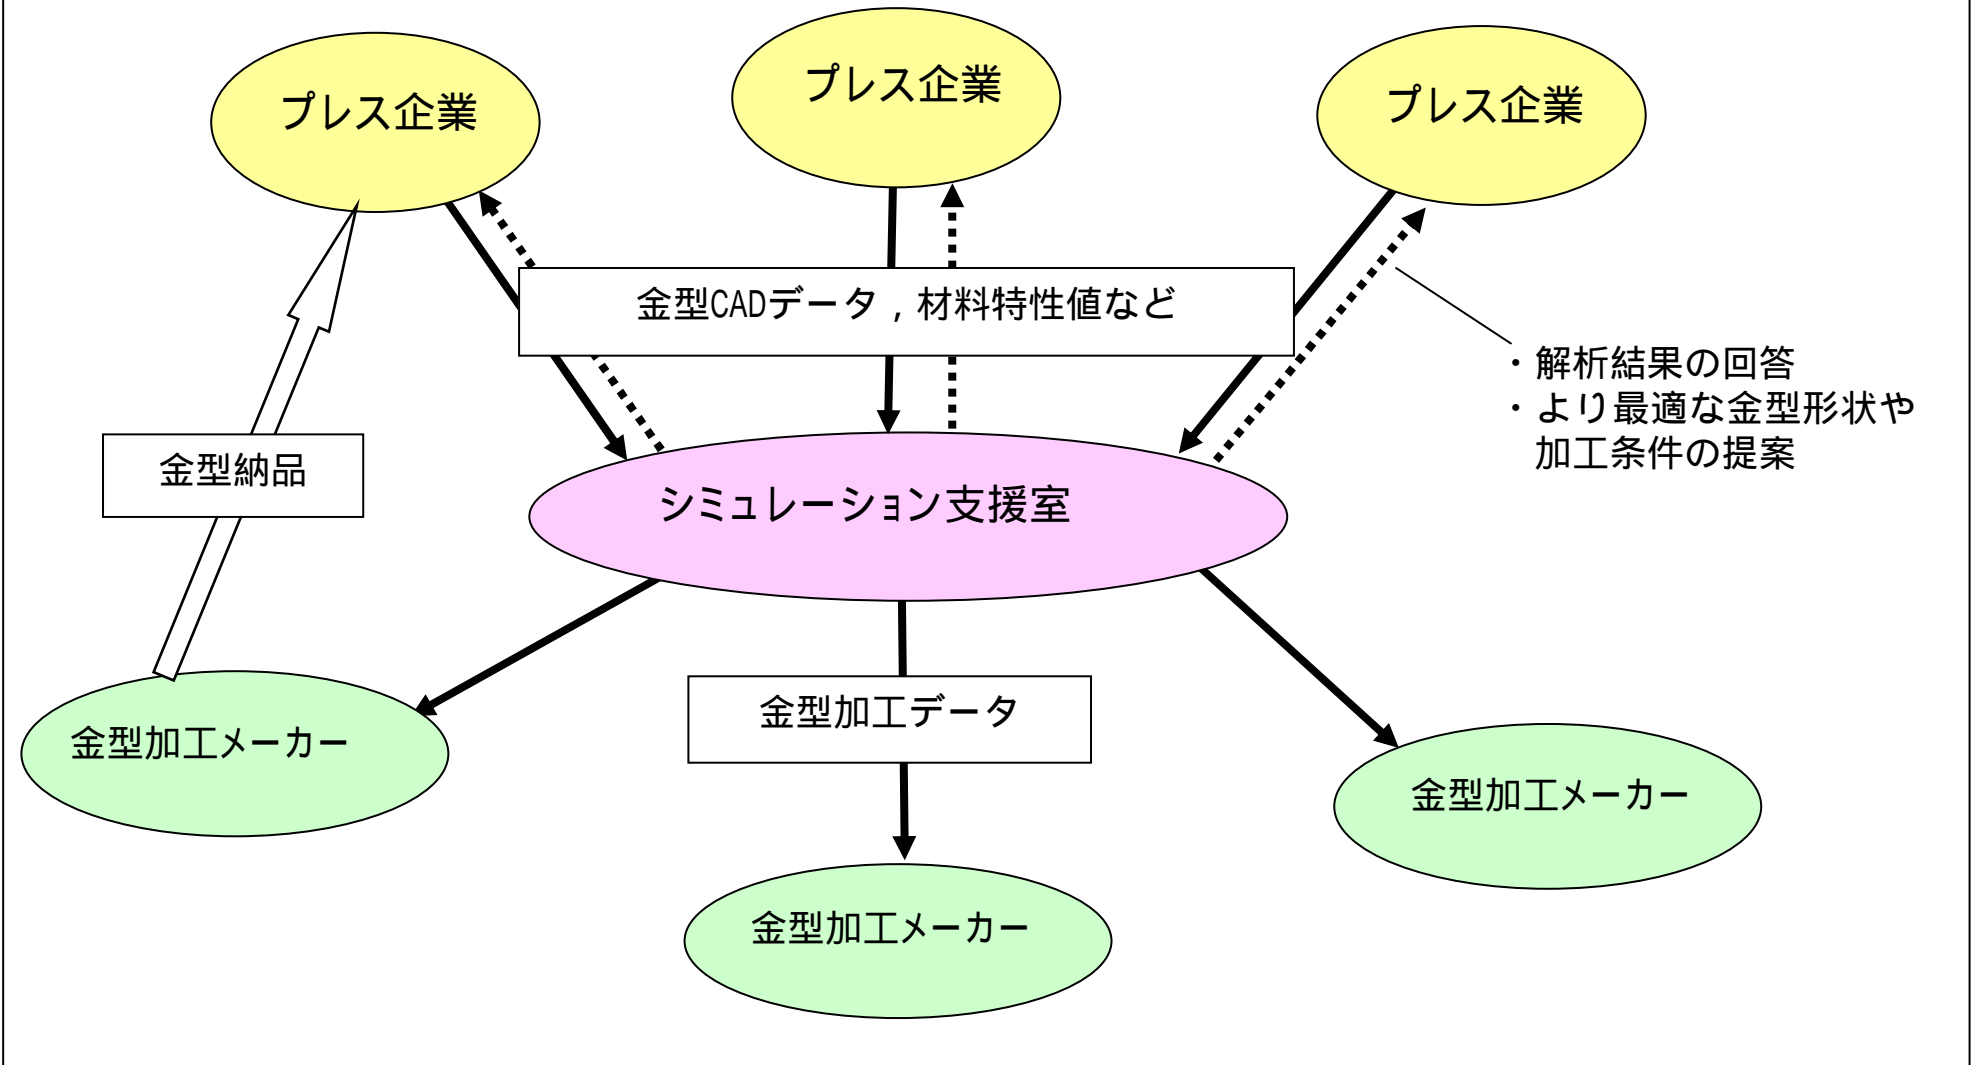 プレス企業
プレス企業
プレス企業
金型CADデータ，材料特性値など
・解析結果の回答
・より最適な金型形状や
加工条件の提案
金型納品
シミュレーション支援室
金型加工データ
金型加工メーカー
金型加工メーカー
金型加工メーカー